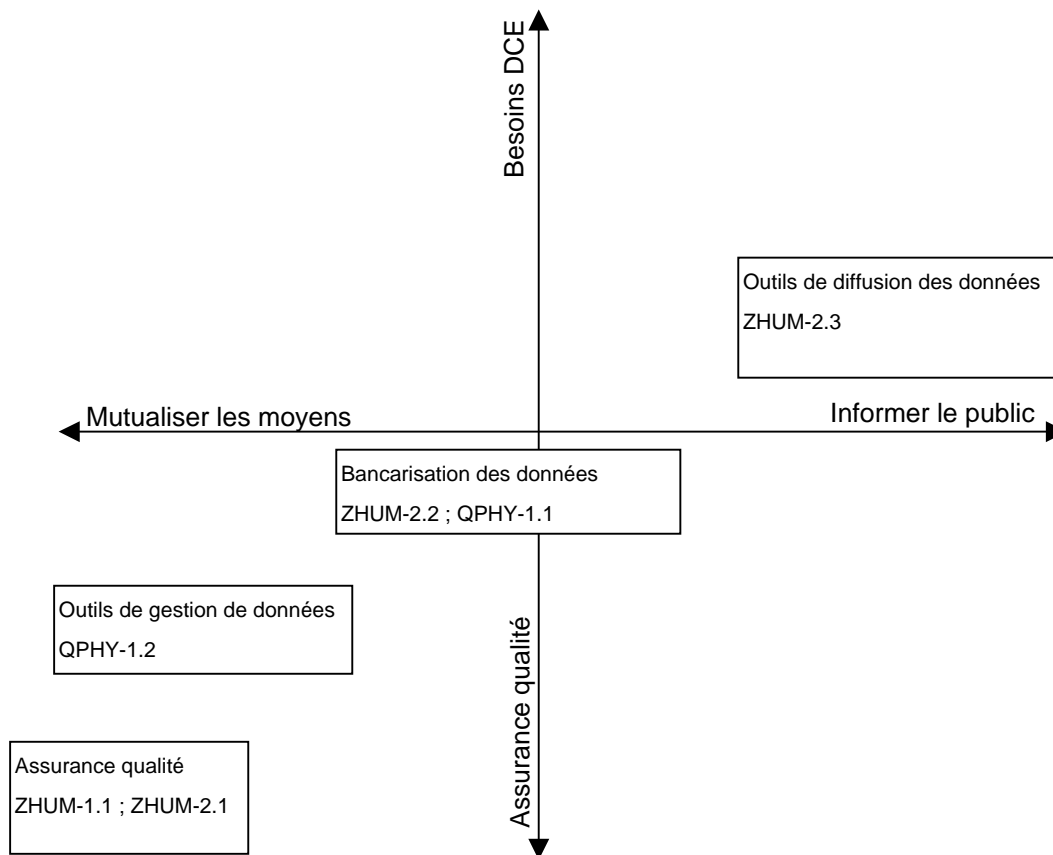 Besoins DCE
Outils de diffusion des données
ZHUM-2.3
Mutualiser les moyens
Informer le public
Bancarisation des données
ZHUM-2.2 ; QPHY-1.1
Outils de gestion de données
QPHY-1.2
Assurance qualité
Assurance qualité
ZHUM-1.1 ; ZHUM-2.1